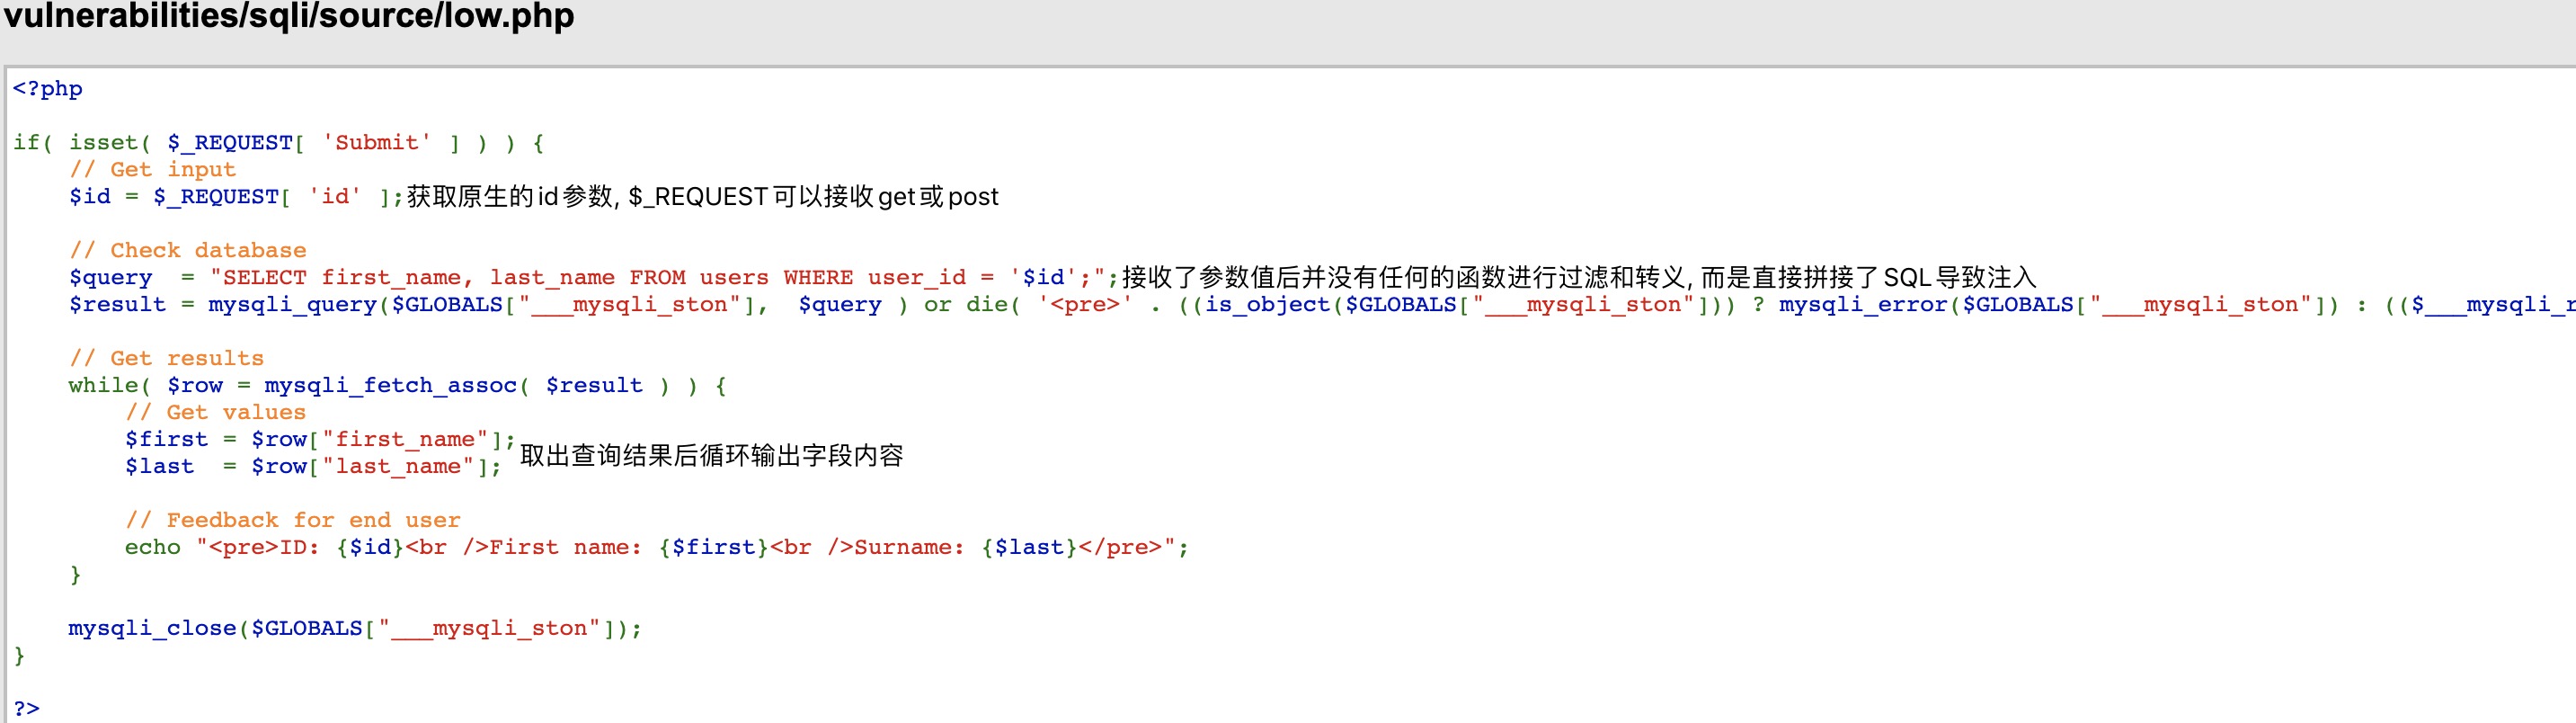 vulnerabilities/sqli/source/low.php
<?php
if( isset( $_REQUEST[ 'Submit' ] ) ) {
    // Get input
    $id = $_REQUEST[ 'id' ];获取原生的id参数, $_REQUEST可以接收get或post
    // Check database
    $query  = "SELECT first_name, last_name FROM users WHERE user_id = '$id';";接收了参数值后并没有任何的函数进行过滤和转义, 而是直接拼接了SQL导致注入
    $result = mysqli_query($GLOBALS["___mysqli_ston"],  $query ) or die( '<pre>' . ((is_object($GLOBALS["___mysqli_ston"])) ? mysqli_error($GLOBALS["___mysqli_ston"]) : (($___mysqli_r
    // Get results
    while( $row = mysqli_fetch_assoc( $result ) ) {
        // Get values
        $first = $row["first_name"];
        $last  = $row["last_name"];
取出查询结果后循环输出字段内容
        // Feedback for end user
        echo "<pre>ID: {$id}<br />First name: {$first}<br />Surname: {$last}</pre>";
    }
    mysqli_close($GLOBALS["___mysqli_ston"]);
}
?>